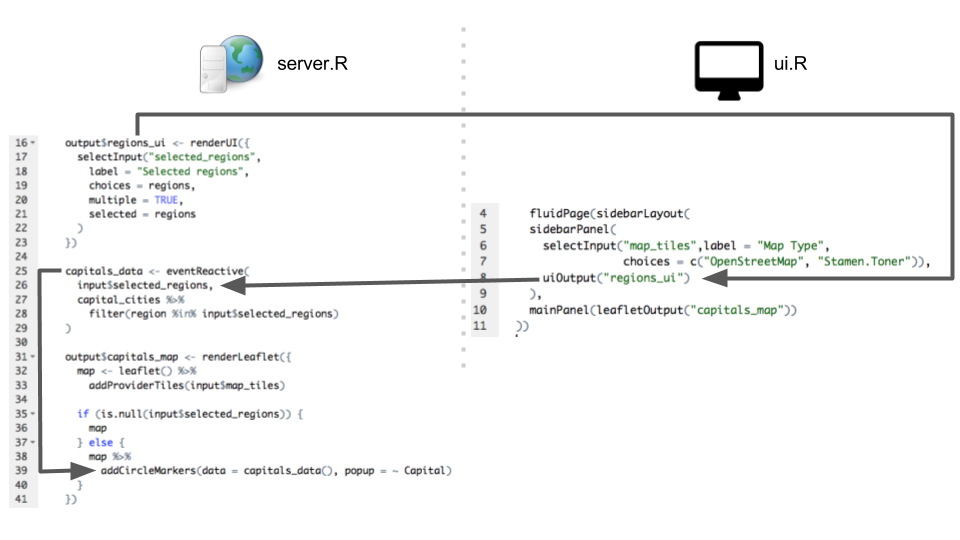 server.R
ui.R
16 output$regions_ui <- renderUI({
17 selectInput("selected_regions",
18 label = "Selected regions",
19 choices = regions,
20 multiple = TRUE,
21 selected = regions
22 )
23 })
24
25 capitals_data <- eventReactive(
26 input$selected_regions,
27 capital_cities %>%
28 filter(region %in% input$selected_regions)
29 )
30
31 output$capitals_map <- renderLeaflet({
32 map <- leaflet() %>%
33 addProviderTiles(input$map_tiles)
34
35 if (is.null(input$selected_regions)) {
36 map
37 } else {
38 map %>%
39 addCircleMarkers(data = capitals_data(), popup = ~ Capital)
40 }
41 })
4 fluidPage(sidebarLayout(
5 sidebarPanel(
6 selectInput("map_tiles",label = "Map Type",
7 choices = c("OpenStreetMap", "Stamen.Toner")),
8 uiOutput("regions_ui")
9 ),
10 mainPanel(leafletOutput("capitals_map"))
11 ))